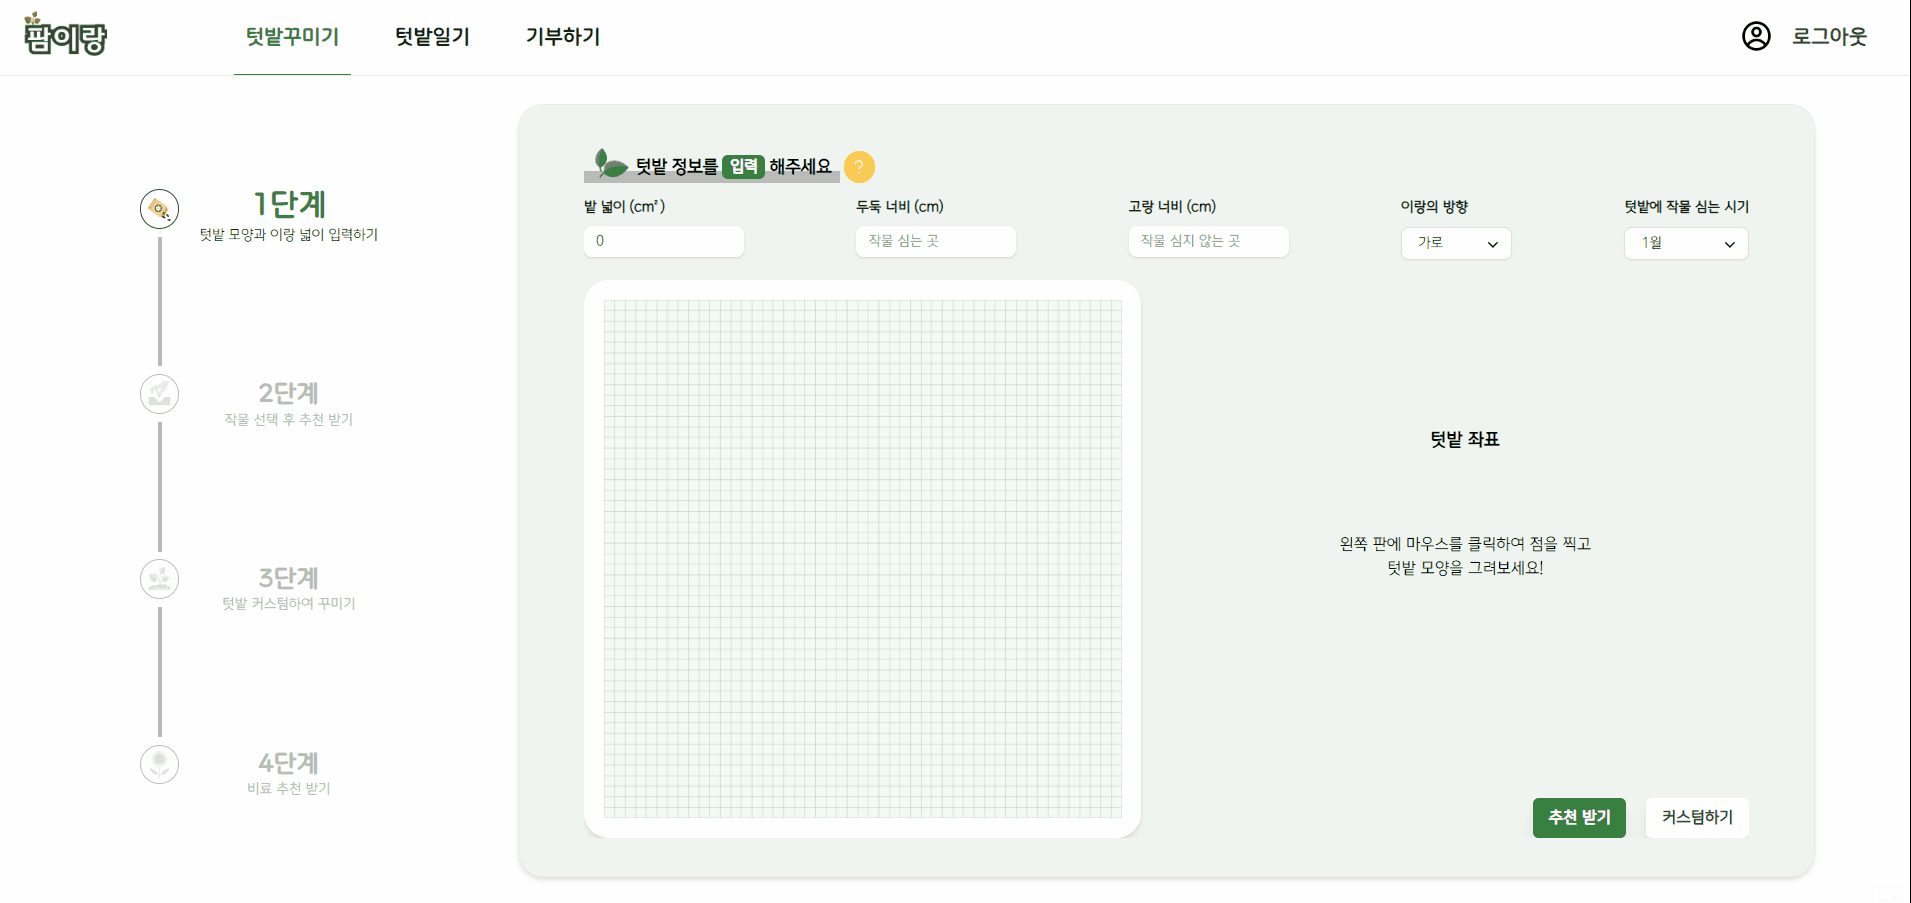 팜이랑
텃밭꾸미기
텃밭일기
기부하기
로그아웃
1단계
텃밭 모양과 이랑 넓이 입력하기
2단계
작물 선택 후 추천 받기
3단계
텃밭 커스텀하여 꾸미기
4단계
비료 추천 받기
텃밭 정보를 입력 해주세요 ?
밭 넓이 (cm²)
0
두둑 너비 (cm)
작물 심는 곳
고랑 너비 (cm)
작물 심지 않는 곳
이랑의 방향
가로
텃밭에 작물 심는 시기
1월
텃밭 좌표
왼쪽 판에 마우스를 클릭하여 점을 찍고
텃밭 모양을 그려보세요!
추천 받기
커스텀하기